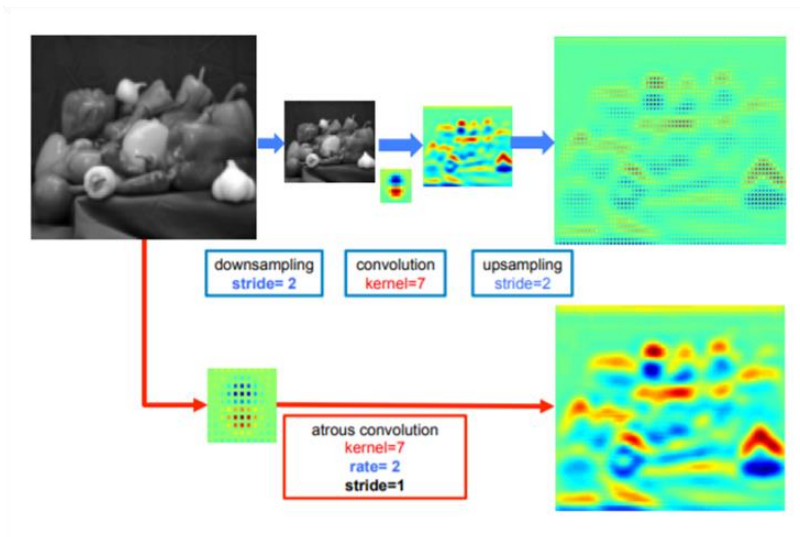 downsampling
stride= 2
convolution
kernel=7
upsampling
stride=2
atrous convolution
kernel=7
rate= 2
stride=1